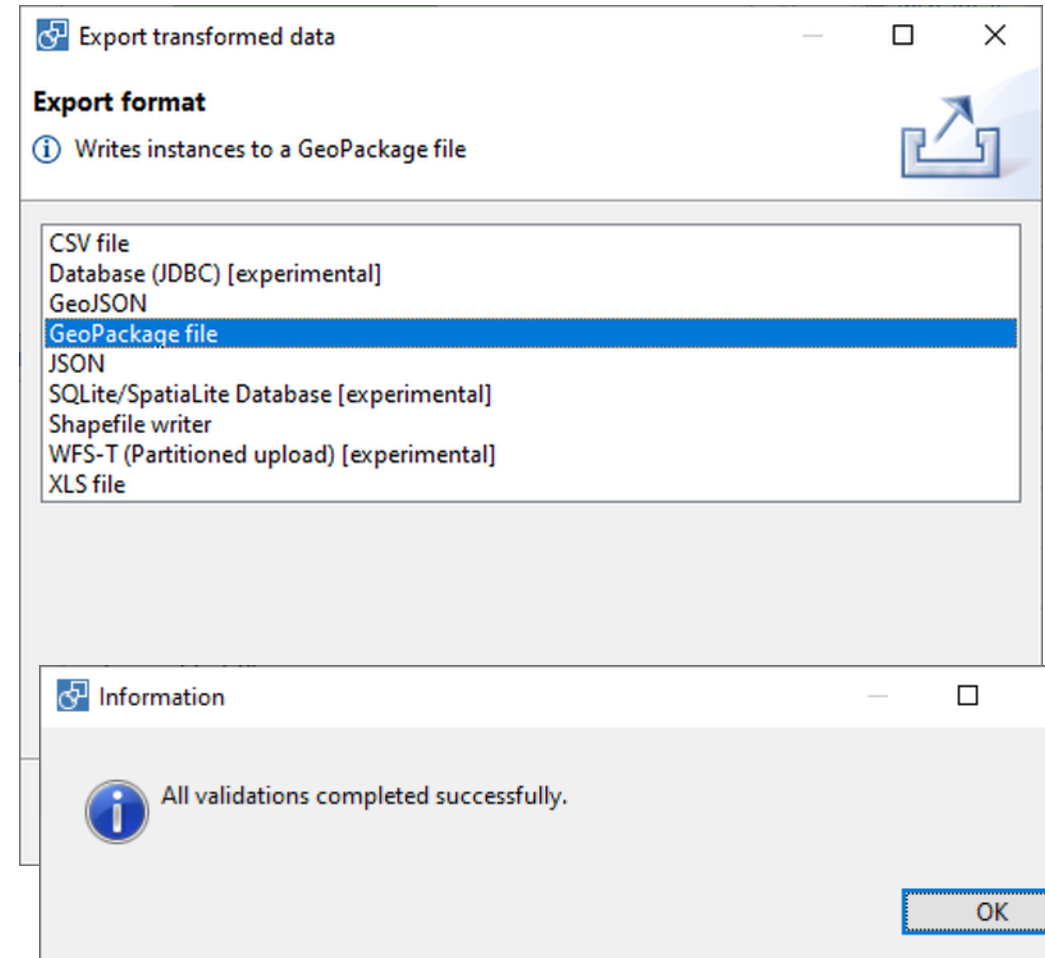 Export transformed data
Export format
Writes instances to a GeoPackage file
CSV file
Database (JDBC) [experimental]
GeoJSON
GeoPackage file
JSON
SQLite/SpatiaLite Database [experimental]
Shapefile writer
WFS-T (Partitioned upload) [experimental]
XLS file
Information
All validations completed successfully.
OK